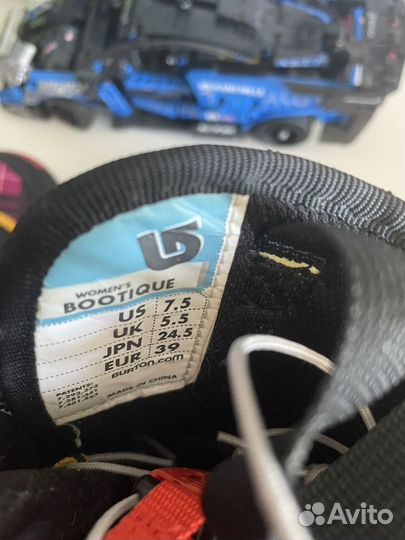 WOMEN'S
BOOTIQUE
US 7.5
UK 5.5
JPN 24.5
EUR 39
BURTON.COM
PATENTS:
MADE IN CHINA
Avito